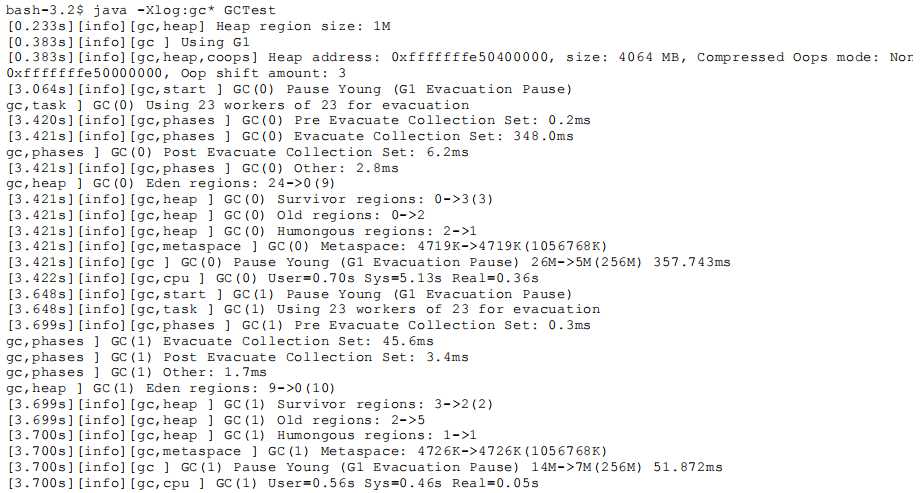 bash-3.2$ java -Xlog:gc* GCTest
[0.233s][info][gc,heap] Heap region size: 1M
[0.383s][info][gc ] Using G1
[0.383s][info][gc,heap,coops] Heap address: 0xfffffffe50400000, size: 4064 MB, Compressed Oops mode: Non
0xfffffffe50000000, Oop shift amount: 3
[3.064s][info][gc,start ] GC(0) Pause Young (G1 Evacuation Pause)
gc,task ] GC(0) Using 23 workers of 23 for evacuation
[3.420s][info][gc,phases ] GC(0) Pre Evacuate Collection Set: 0.2ms
[3.421s][info][gc,phases ] GC(0) Evacuate Collection Set: 348.0ms
gc,phases ] GC(0) Post Evacuate Collection Set: 6.2ms
[3.421s][info][gc,phases ] GC(0) Other: 2.8ms
gc,heap ] GC(0) Eden regions: 24->0(9)
[3.421s][info][gc,heap ] GC(0) Survivor regions: 0->3(3)
[3.421s][info][gc,heap ] GC(0) Old regions: 0->2
[3.421s][info][gc,heap ] GC(0) Humongous regions: 2->1
[3.421s][info][gc,metaspace ] GC(0) Metaspace: 4719K->4719K(1056768K)
[3.421s][info][gc ] GC(0) Pause Young (G1 Evacuation Pause) 26M->5M(256M) 357.743ms
[3.422s][info][gc,cpu ] GC(0) User=0.70s Sys=5.13s Real=0.36s
[3.648s][info][gc,start ] GC(1) Pause Young (G1 Evacuation Pause)
[3.648s][info][gc,task ] GC(1) Using 23 workers of 23 for evacuation
[3.699s][info][gc,phases ] GC(1) Pre Evacuate Collection Set: 0.3ms
gc,phases ] GC(1) Evacuate Collection Set: 45.6ms
gc,phases ] GC(1) Post Evacuate Collection Set: 3.4ms
gc,phases ] GC(1) Other: 1.7ms
gc,heap ] GC(1) Eden regions: 9->0(10)
[3.699s][info][gc,heap ] GC(1) Survivor regions: 3->2(2)
[3.699s][info][gc,heap ] GC(1) Old regions: 2->5
[3.700s][info][gc,heap ] GC(1) Humongous regions: 1->1
[3.700s][info][gc,metaspace ] GC(1) Metaspace: 4726K->4726K(1056768K)
[3.700s][info][gc ] GC(1) Pause Young (G1 Evacuation Pause) 14M->7M(256M) 51.872ms
[3.700s][info][gc,cpu ] GC(1) User=0.56s Sys=0.46s Real=0.05s